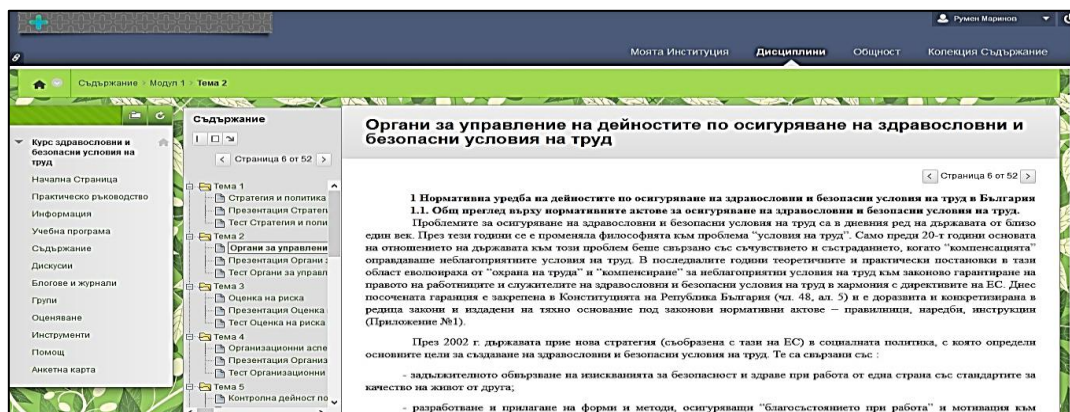 Румен Маринов
Моята Институция Дисциплини Общност Колекция Съдържание
Съдържание Модул 1 Тема 2
Курс здравословни и
безопасни условия на
труд
Начална Страница
Практическо ръководство
Информация
Учебна програма
Съдържание
Дискусии
Блогове и журнали
Групи
Оценяване
Инструменти
Помощ
Анкетна карта
Съдържание
Страница 6 от 52
Тема 1
Стратегия и политика
Презентация Стратег
Тест Стратегия и поли
Тема 2
Органи за управлени
Презентация Органи з
Тест Органи за управл
Тема 3
Оценка на риска
Презентация Оценка
Тест Оценка на риска
Тема 4
Организационни аспе
Презентация Организ
Тест Организационни
Тема 5
Контролна дейност по
Органи за управление на дейностите по осигуряване на здравословни и
безопасни условия на труд
Страница 6 от 52
1 Нормативна уредба на дейностите по осигуряване на здравословни и безопасни условия на труд в България
1.1. Общ преглед върху нормативните актове за осигуряване на здравословни и безопасни условия на труд.
Проблемите за осигуряване на здравословни и безопасни условия на труд са в дневния ред на държавата от близо
един век. През тези години се е променяла философията към проблема "условия на труд". Само преди 20-т години основата
на отношението на държавата към този проблем беше свързано със съчувствието и състраданието, когато "компенсацията"
оправдаваше неблагоприятните условия на труд. В последвалите години теоретичните и практически постановки в тази
област еволюираха от "охрана на труда" и "компенсиране" за неблагоприятни условия на труд към законово гарантиране на
правото на работниците и служителите на здравословни и безопасни условия на труд в хармония с директивите на ЕС. Днес
посочената гаранция е закрепена в Конституцията на Република България (чл. 48, ал. 5) и е доразвита и конкретизирана в
редица закони и издадени на тяхно основание под законови нормативни актове – правилници, наредби, инструкции
(Приложение №1).
През 2002 г. държавата прие нова стратегия (съобразена с тази на ЕС) в социалната политика, с която определи
основните цели за създаване на здравословни и безопасни условия на труд. Те са свързани със :
- задължителното обвързване на изискванията за безопасност и здраве при работа от една страна със стандартите за
качество на живот от друга;
- разработване и прилагане на форми и методи, осигуряващи "благосъстоянието при работа" и мотивация към